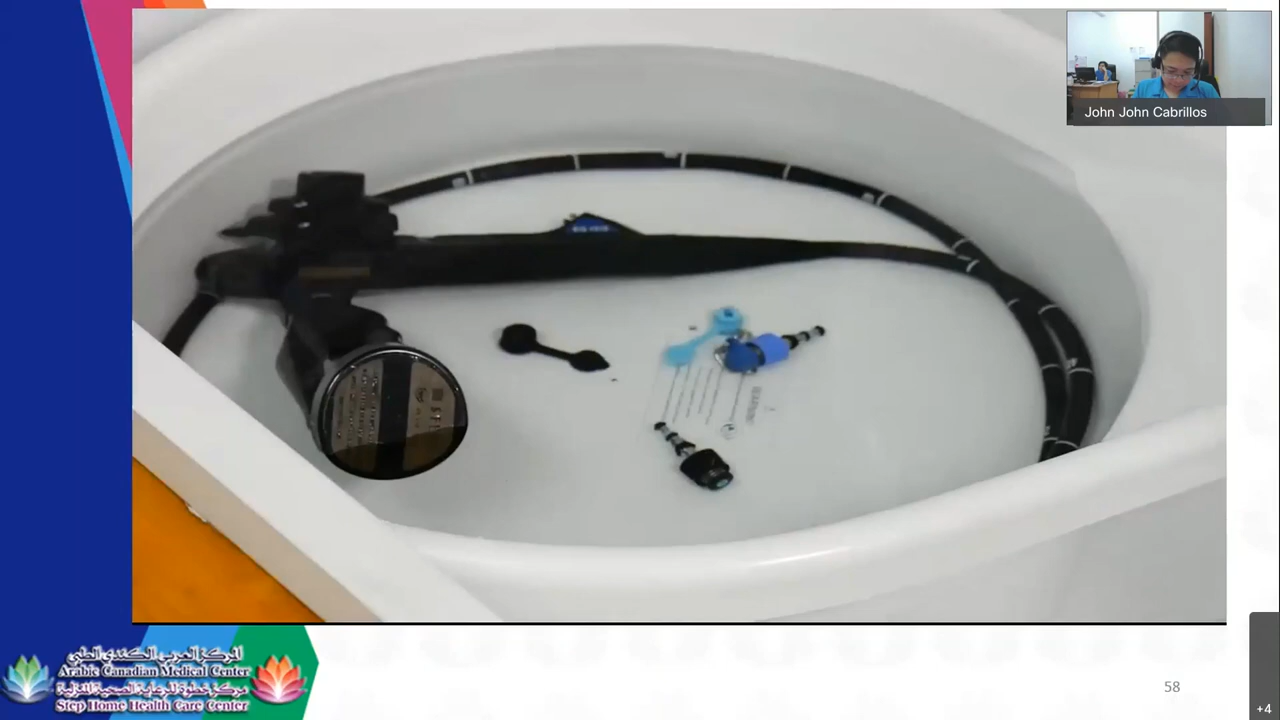 John John Cabrillos
المركز العربي الكندي الطبي
Arabic Canadian Medical Center
مركز خطوة للرعاية الصحية المنزلية
Step Home Health Care Center
58
+4